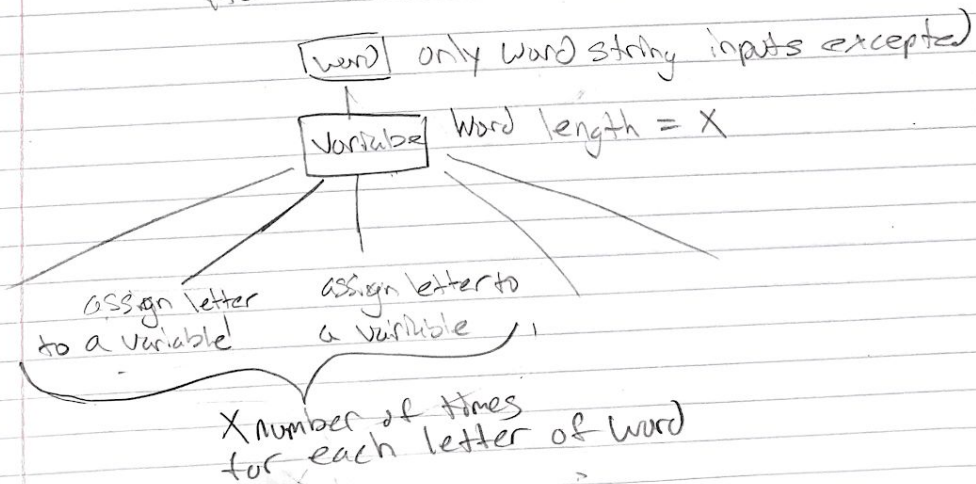 word only word string inputs excepted
Variabe Word length = X
assign letter
to a variable
assign letter to
a variable
X number of times
for each letter of word